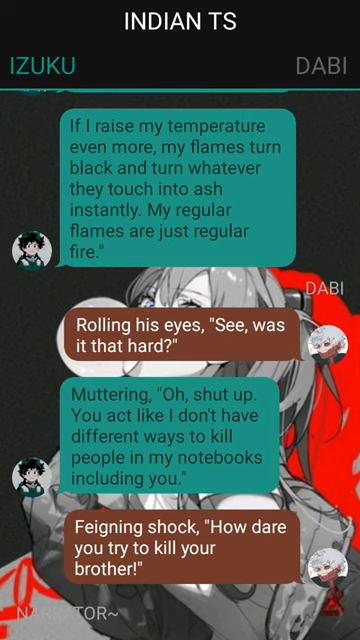 INDIAN TS
IZUKU
DABI
If I raise my temperature
even more, my flames turn
black and turn whatever
they touch into ash
instantly. My regular
flames are just regular
fire."
DABI
Rolling his eyes, "See, was
it that hard?"
Muttering, "Oh, shut up.
You act like I don't have
different ways to kill
people in my notebooks
including you."
Feigning shock, "How dare
you try to kill your
brother!"
NARRATOR~